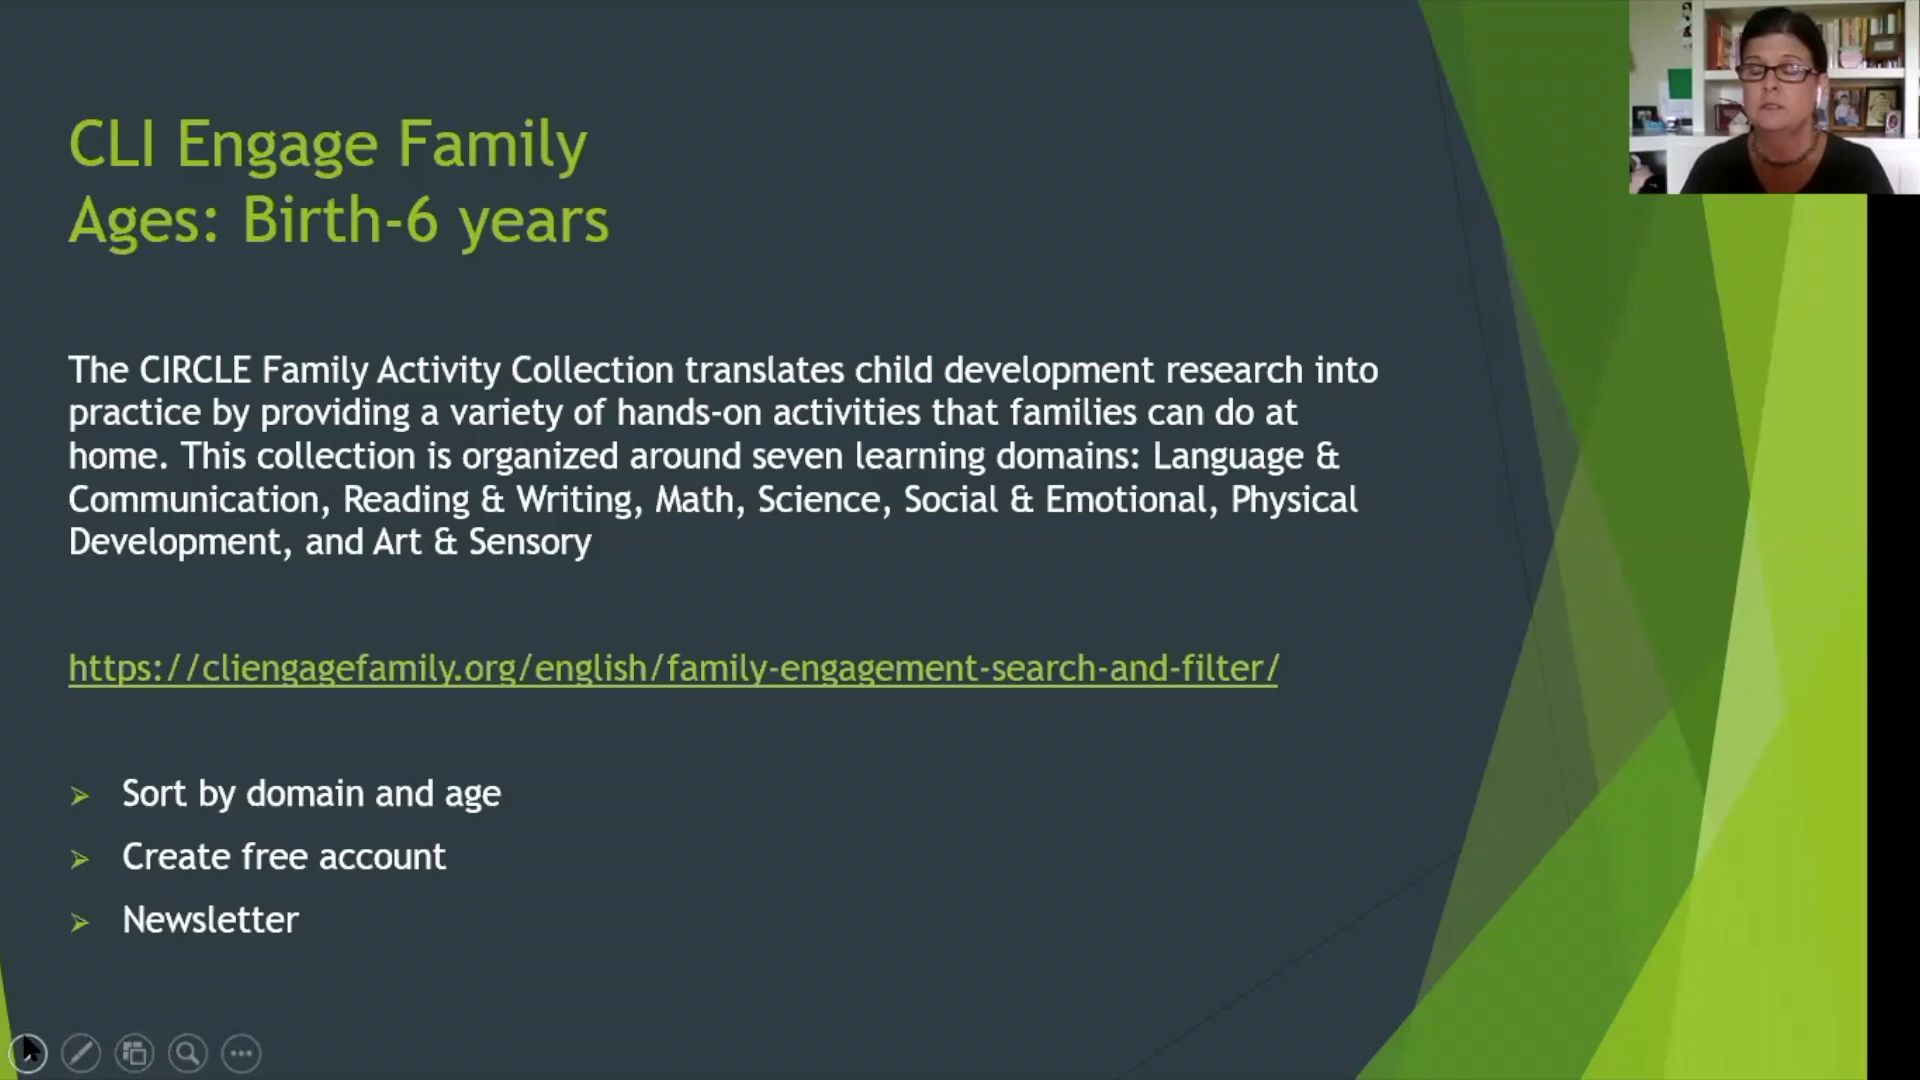 CLI Engage Family
Ages: Birth-6 years
The CIRCLE Family Activity Collection translates child development research into
practice by providing a variety of hands-on activities that families can do at
home. This collection is organized around seven learning domains: Language &
Communication, Reading & Writing, Math, Science, Social & Emotional, Physical
Development, and Art & Sensory
https://cliengagefamily.org/english/family-engagement-search-and-filter/
Sort by domain and age
Create free account
Newsletter